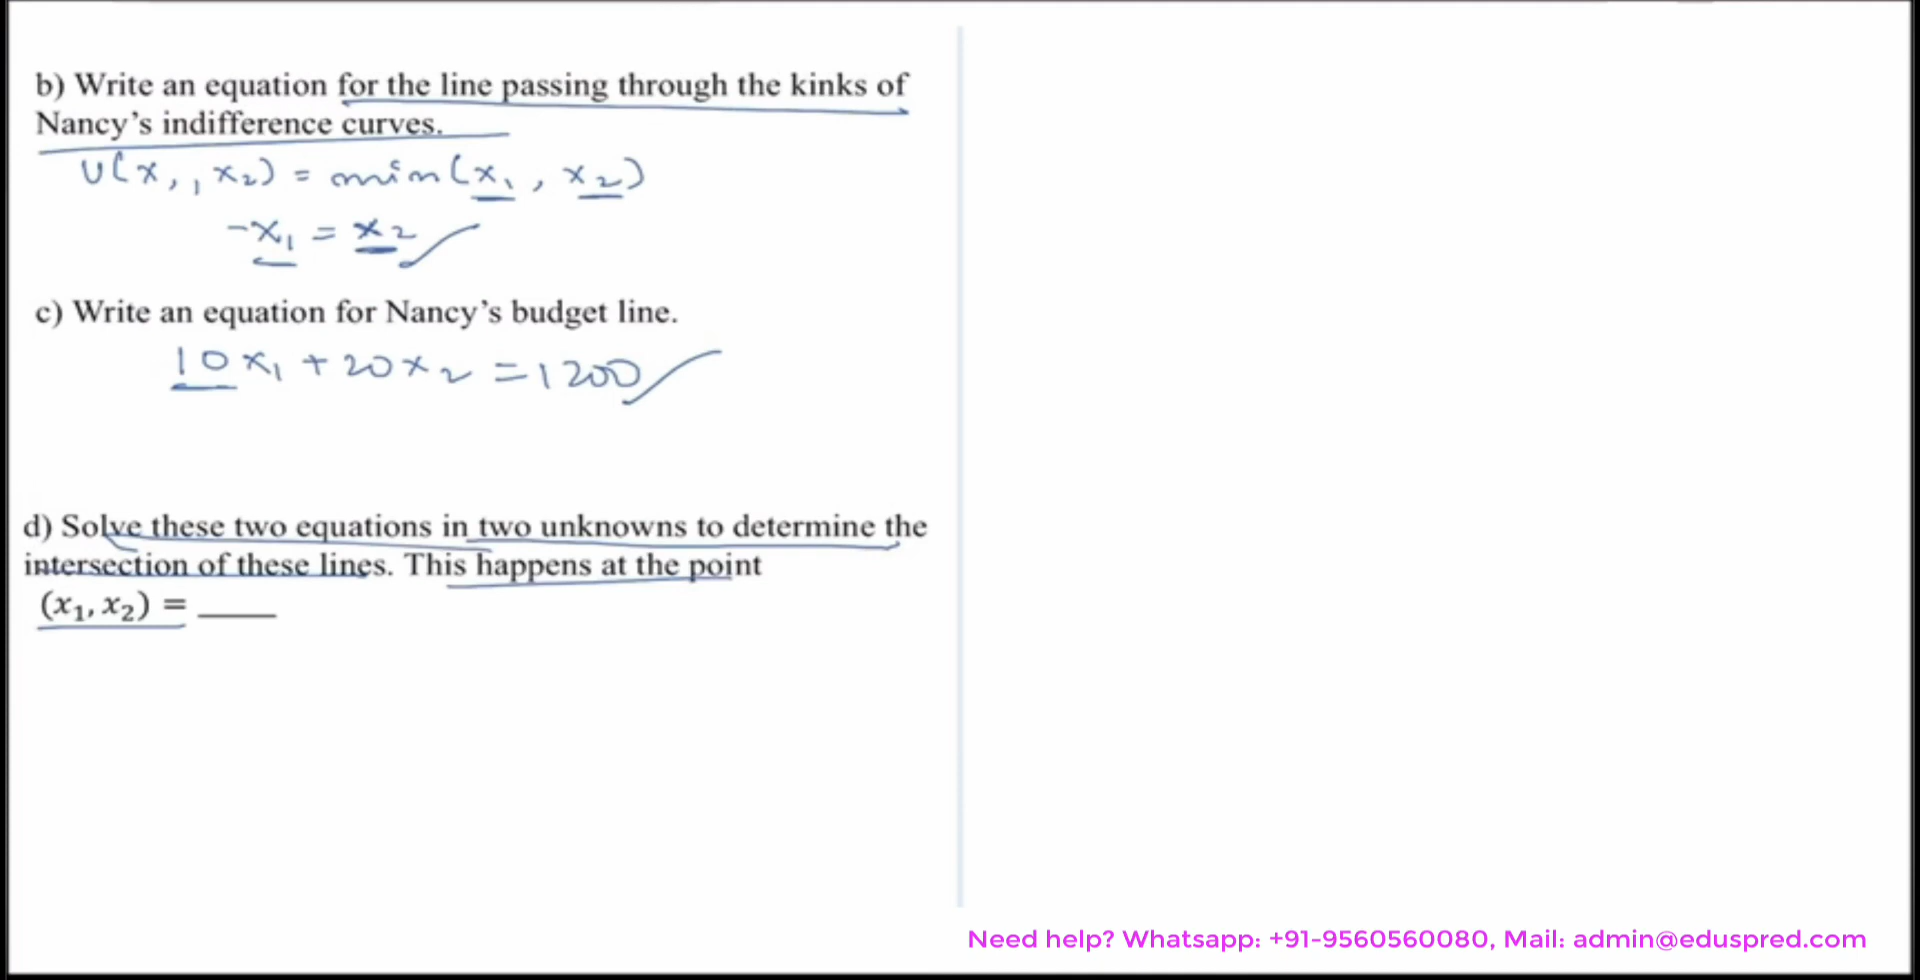 b) Write an equation for the line passing through the kinks of
Nancy's indifference curves.
U(x₁, x₂) = min(x₁, x₂)
-x₁ = x₂
c) Write an equation for Nancy's budget line.
10x₁ + 20x₂ = 1200
d) Solve these two equations in two unknowns to determine the
intersection of these lines. This happens at the point
(x₁, x₂) = ____
Need help? Whatsapp: +91-9560560080, Mail: admin@eduspred.com